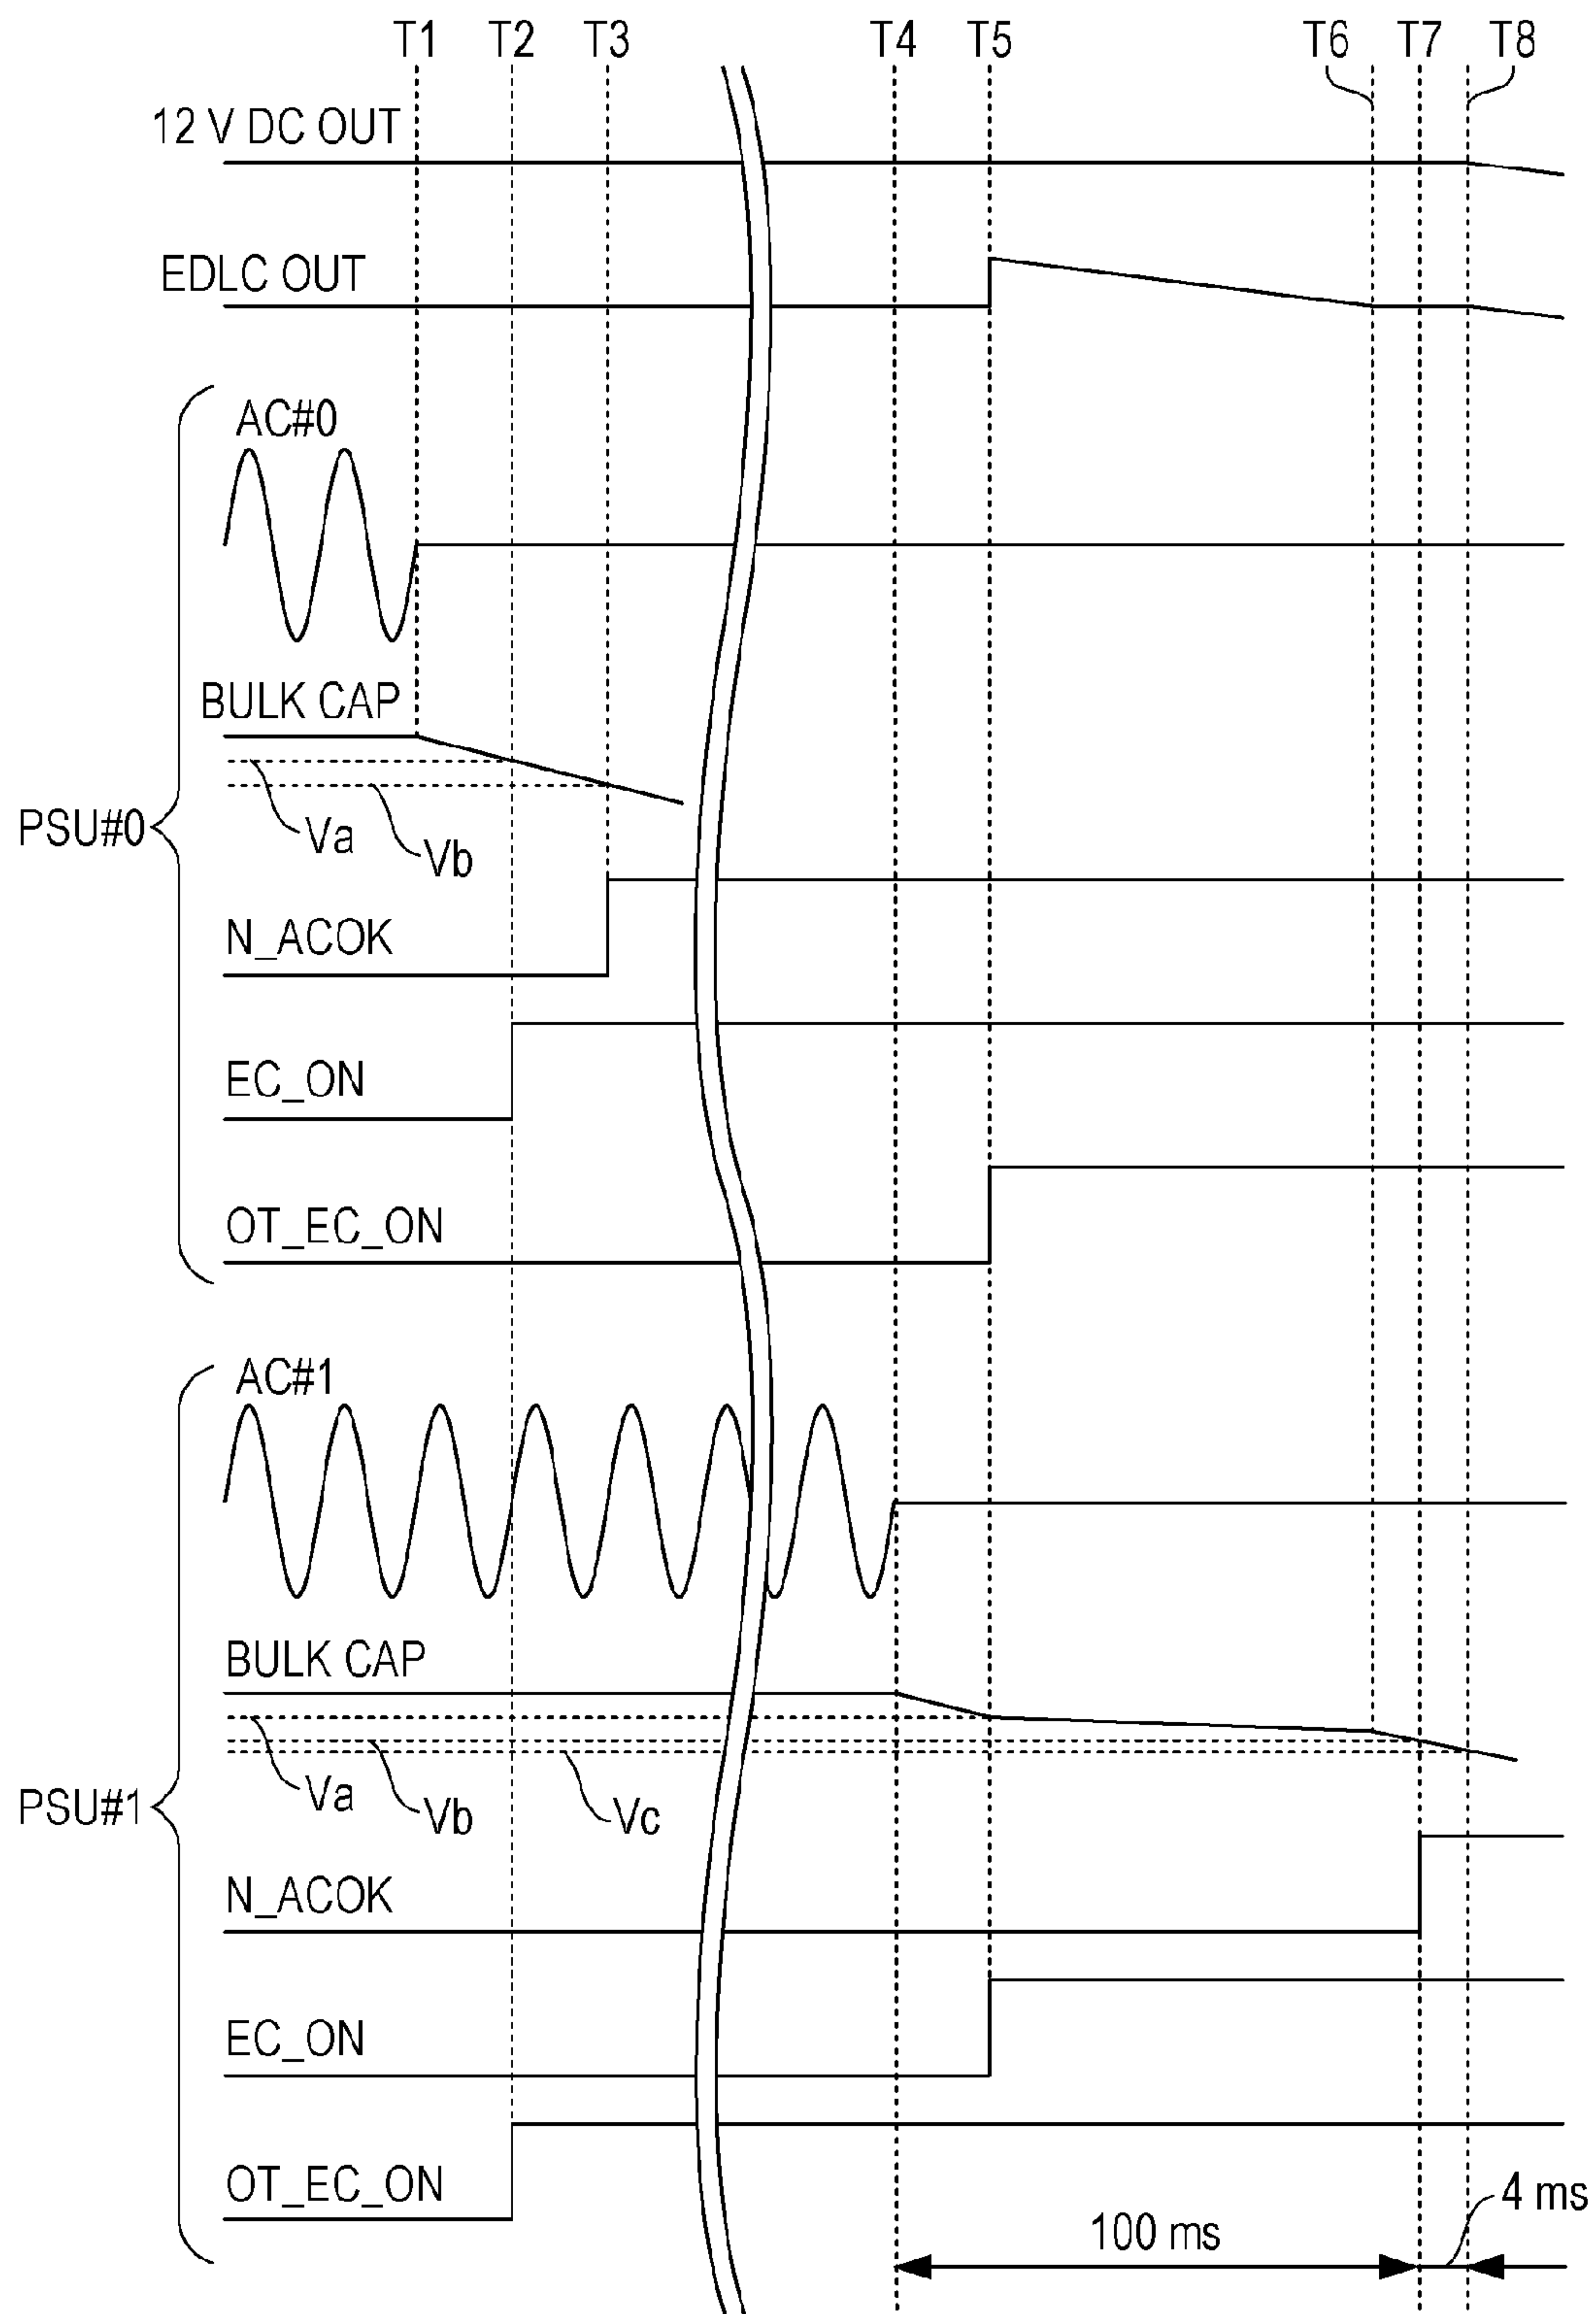 T1 T2 T3 T4 T5 T6 T7 T8
12 V DC OUT
EDLC OUT
PSU#0
AC#0
BULK CAP
Va
Vb
N_ACOK
EC_ON
OT_EC_ON
PSU#1
AC#1
BULK CAP
Va
Vb
Vc
N_ACOK
EC_ON
OT_EC_ON
100 ms
4 ms